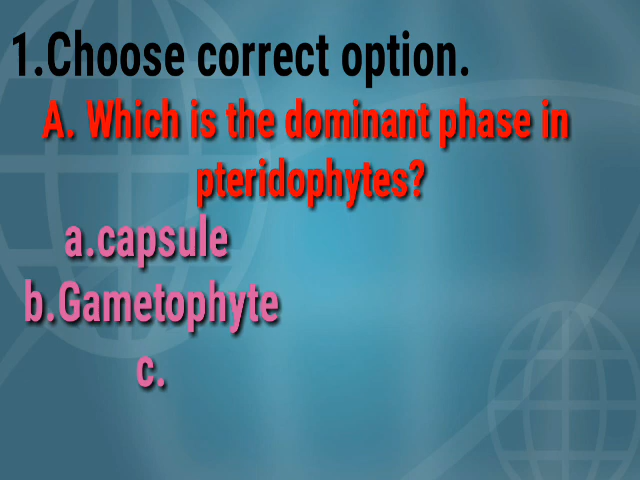 1.Choose correct option.
A. Which is the dominant phase in
pteridophytes?
a.capsule
b.Gametophyte
c.